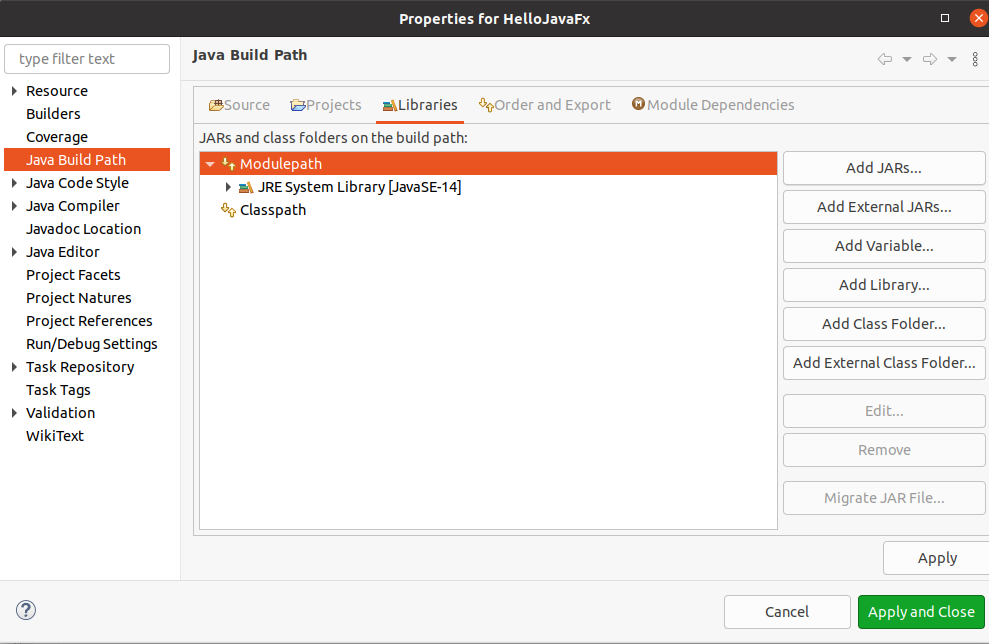 Properties for HelloJavaFx
type filter text
Resource
Builders
Coverage
Java Build Path
Java Code Style
Java Compiler
Javadoc Location
Java Editor
Project Facets
Project Natures
Project References
Run/Debug Settings
Task Repository
Task Tags
Validation
WikiText
Java Build Path
Source Projects Libraries Order and Export M Module Dependencies
JARs and class folders on the build path:
Modulepath
JRE System Library [JavaSE-14]
Classpath
Add JARs...
Add External JARs...
Add Variable...
Add Library...
Add Class Folder...
Add External Class Folder...
Edit...
Remove
Migrate JAR File...
Apply
?
Cancel
Apply and Close